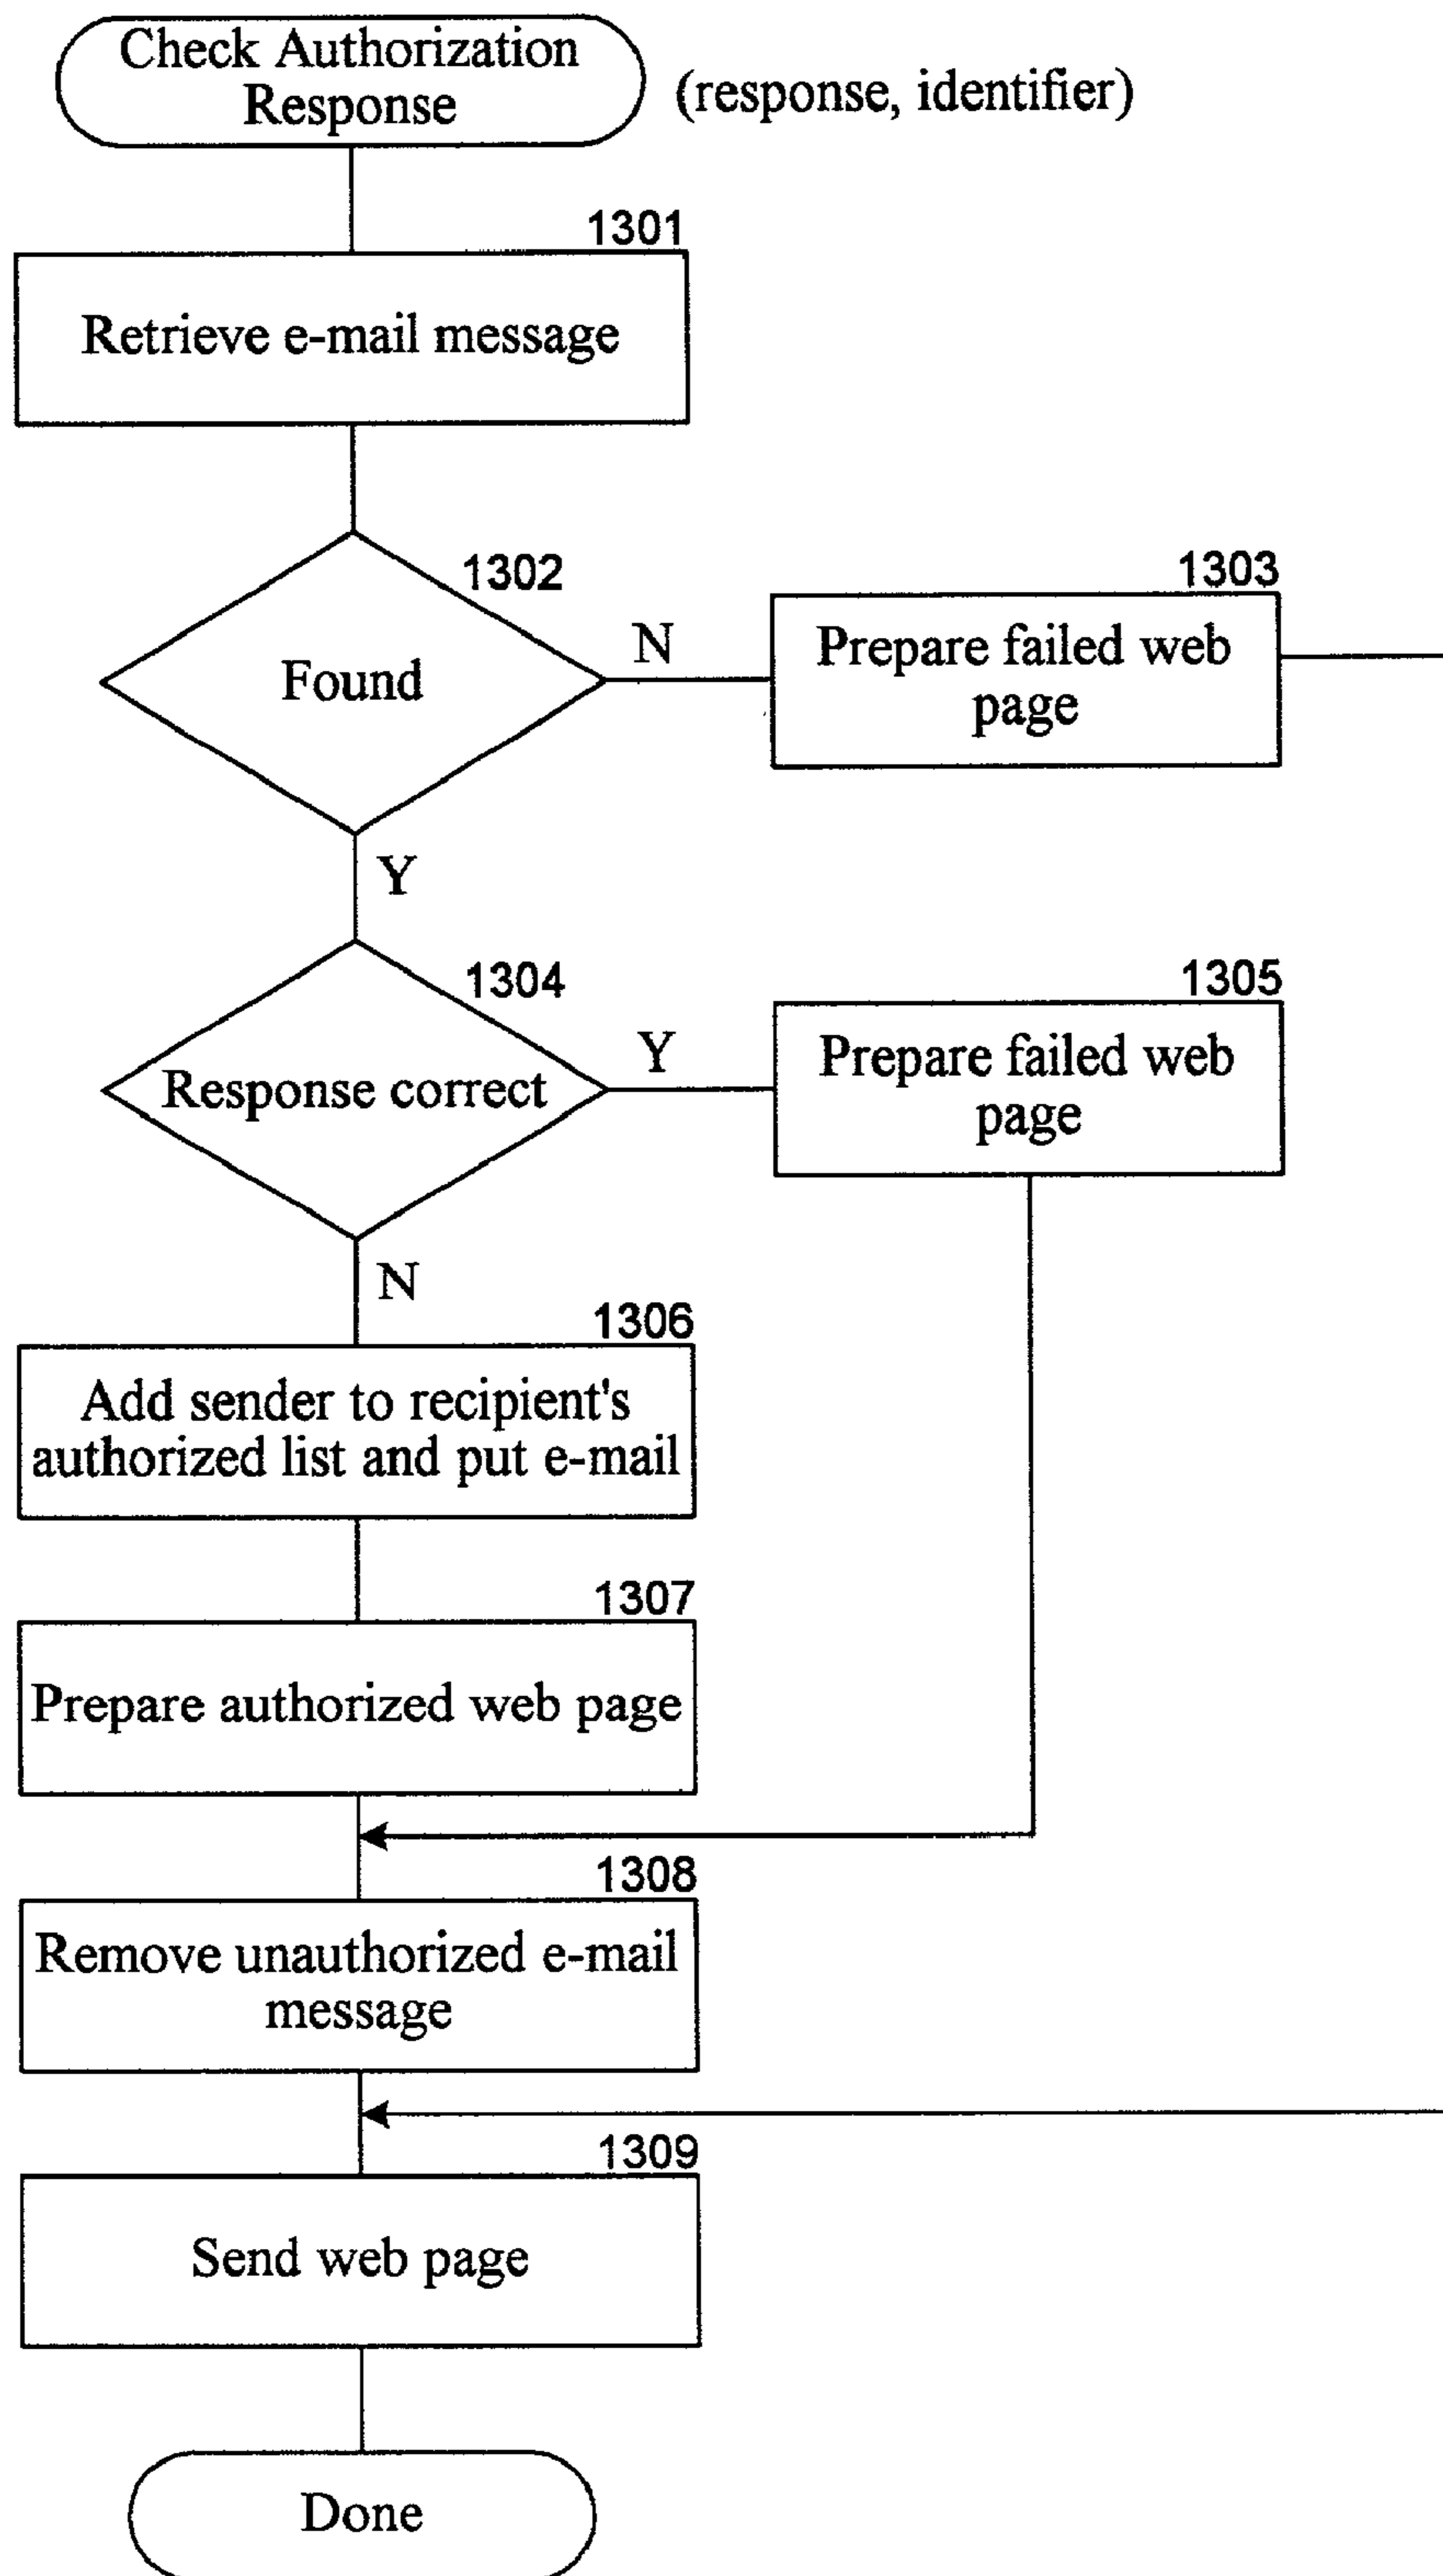 Check Authorization
Response
(response, identifier)
1301
Retrieve e-mail message
1302
Found
N
1303
Prepare failed web
page
Y
1304
Response correct
Y
1305
Prepare failed web
page
N
1306
Add sender to recipient's
authorized list and put e-mail
1307
Prepare authorized web page
1308
Remove unauthorized e-mail
message
1309
Send web page
Done